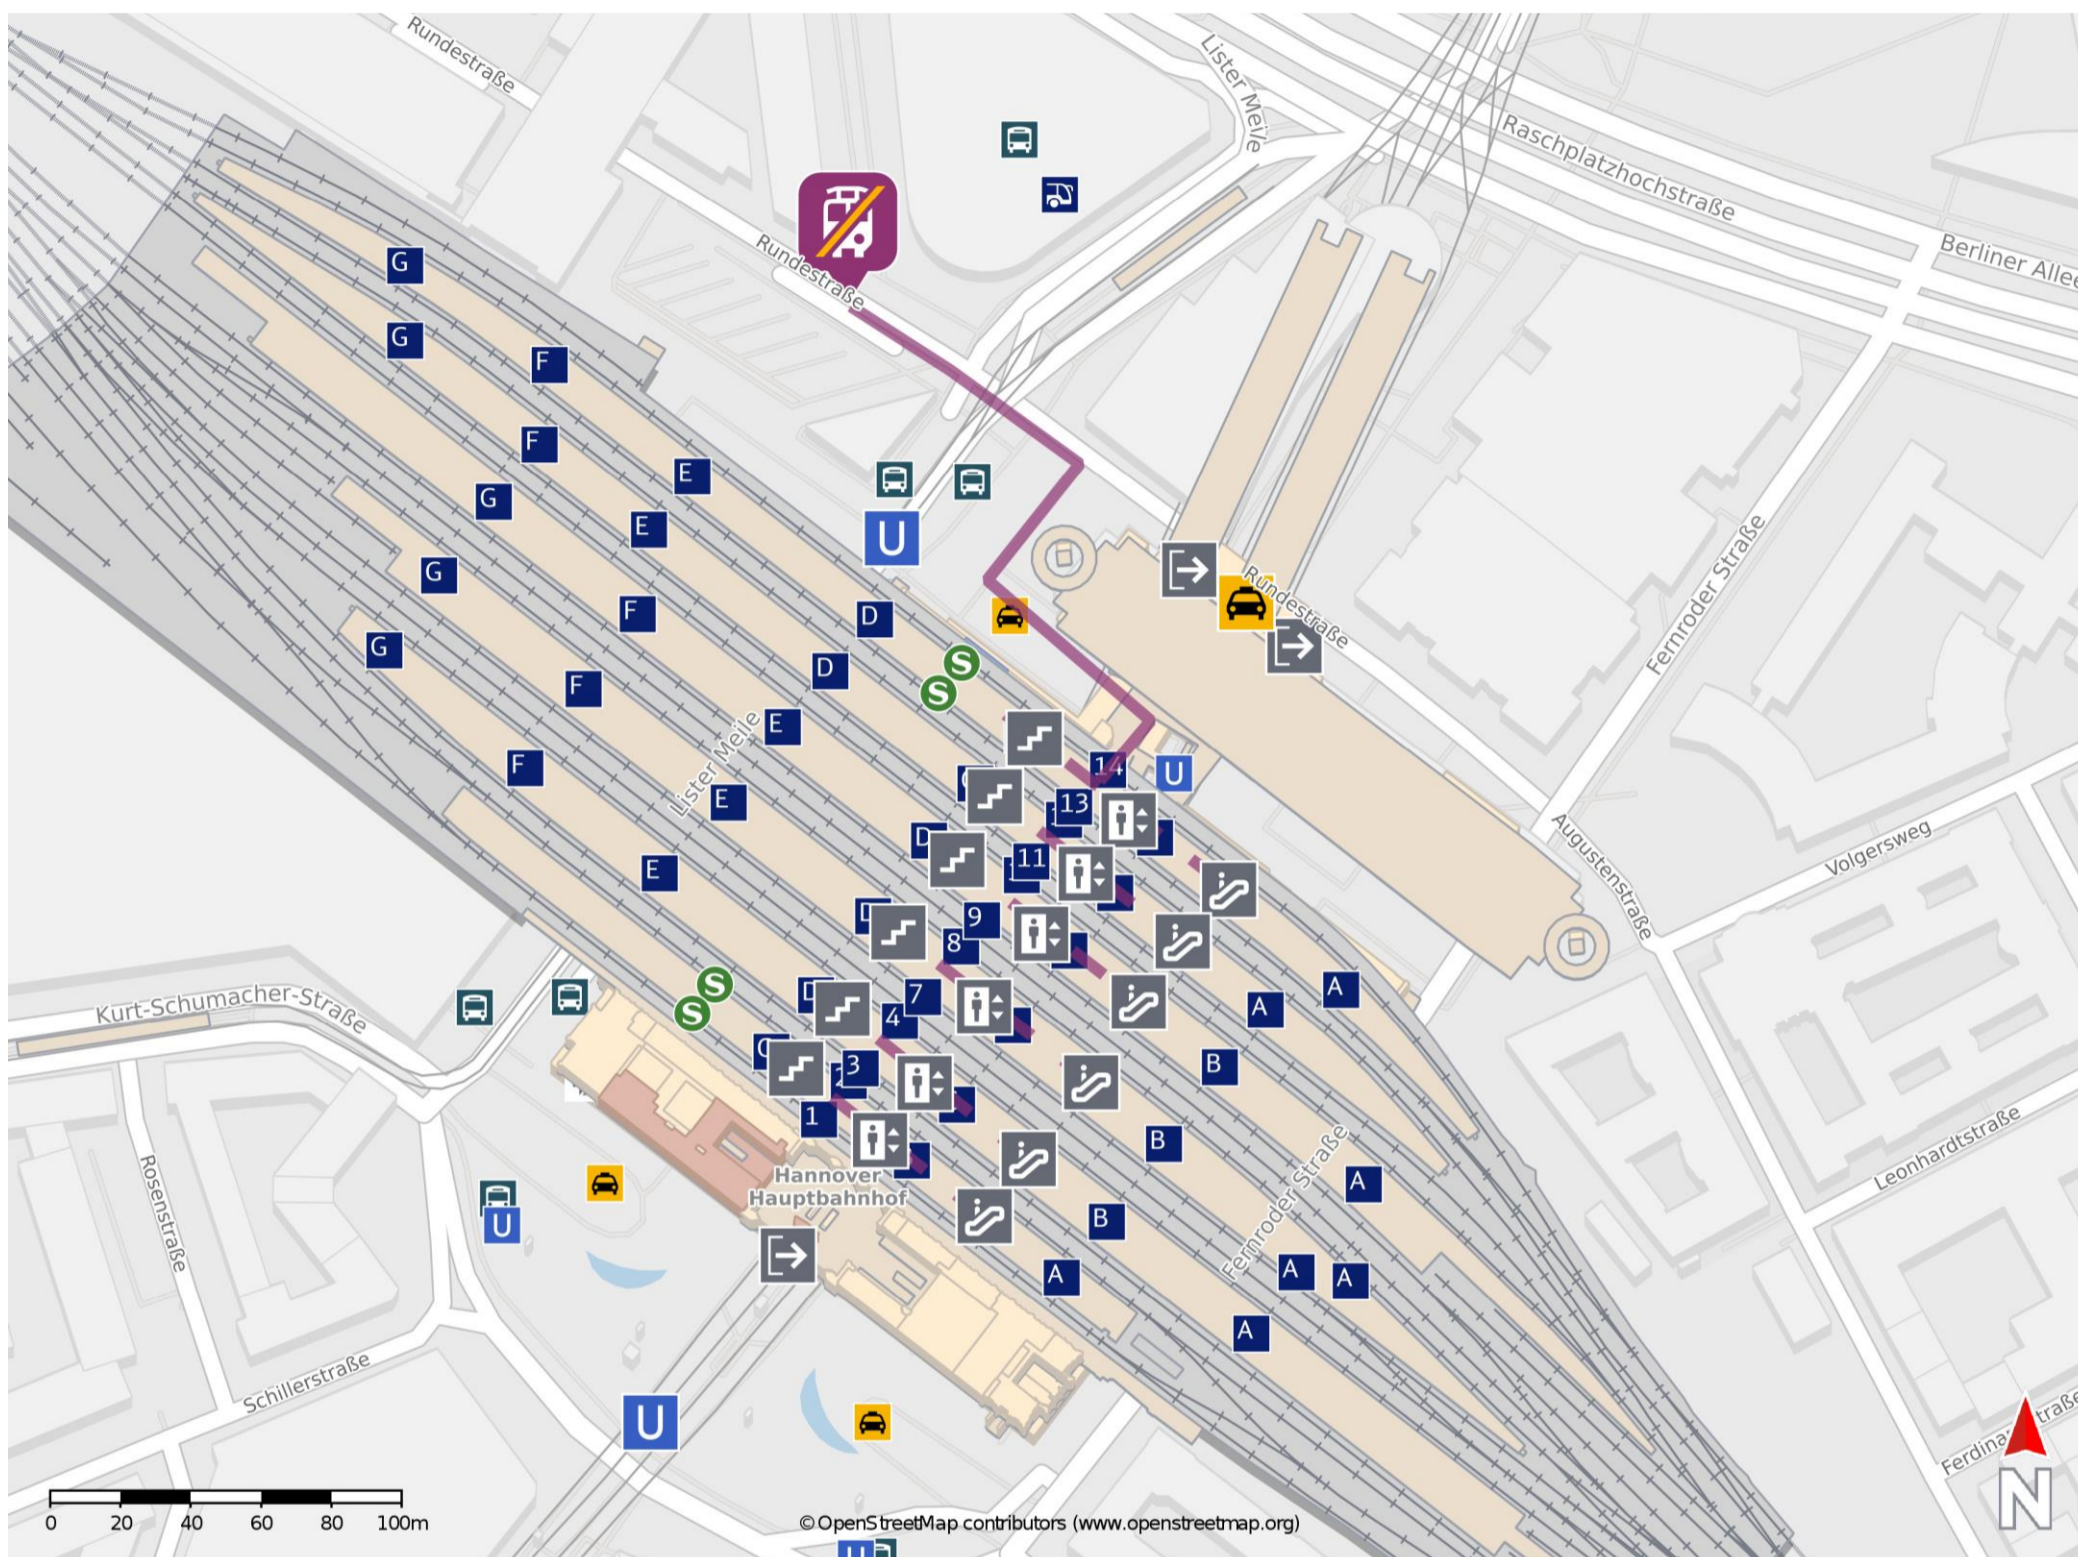 Rundestraße
Lister Meile
Raschplatzhochstraße
Berliner Allee
Rundestraße
G
G
F
F
E
G
E
U
Fernroder Straße
Rundestraße
G
F
D
G
D
S
S
F
E
Lister Meile
14
U
F
E
13
11
D
Augustenstraße
Volgersweg
E
9
8
S
S
D
7
4
A
A
Kurt-Schumacher-Straße
3
2
B
1
B
Hannover
Hauptbahnhof
Rosenstraße
U
B
A
Fernroder Straße
Leonhardtstraße
A
A
A
A
Schillerstraße
U
N
0 20 40 60 80 100m
©OpenStreetMap contributors (www.openstreetmap.org)
U